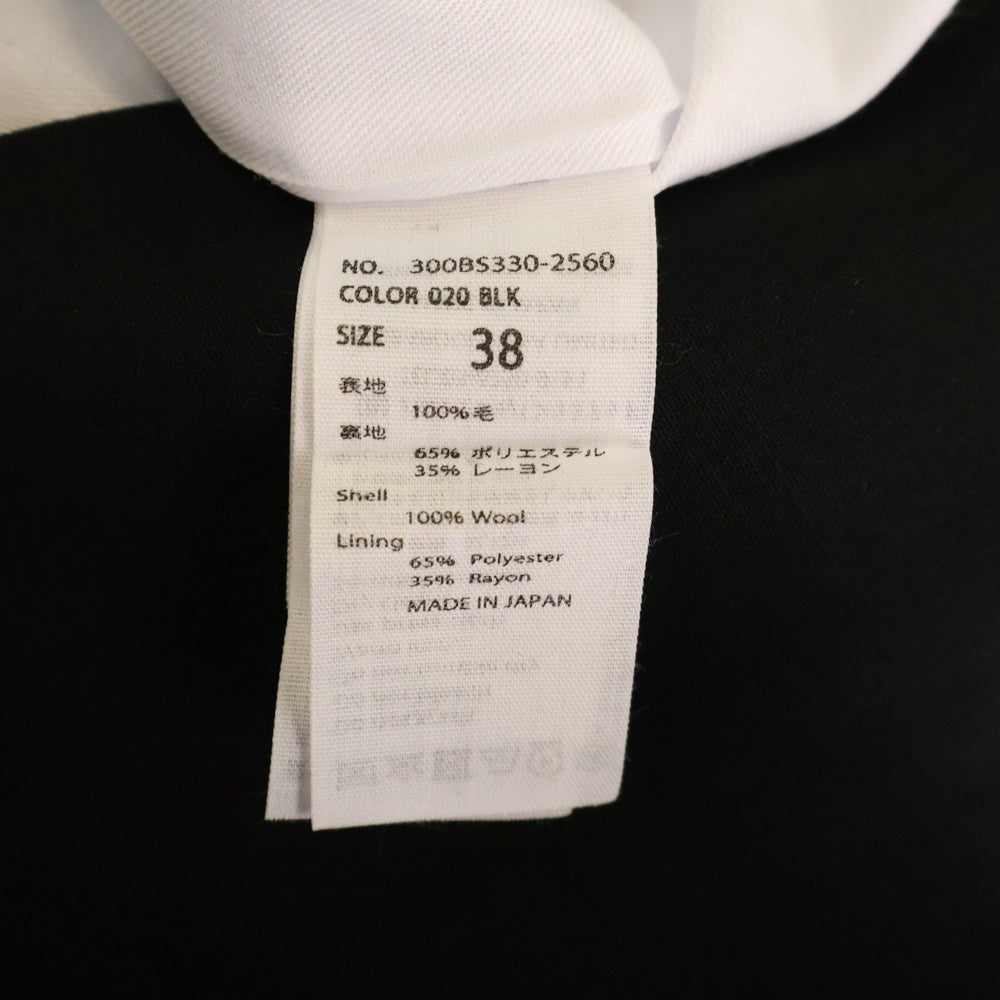 NO. 300BS330-2560
COLOR 020 BLK
SIZE 38
表地
100%毛
裏地
65% ポリエステル
35% レーヨン
Shell
100% Wool
Lining
65% Polyester
35% Rayon
MADE IN JAPAN